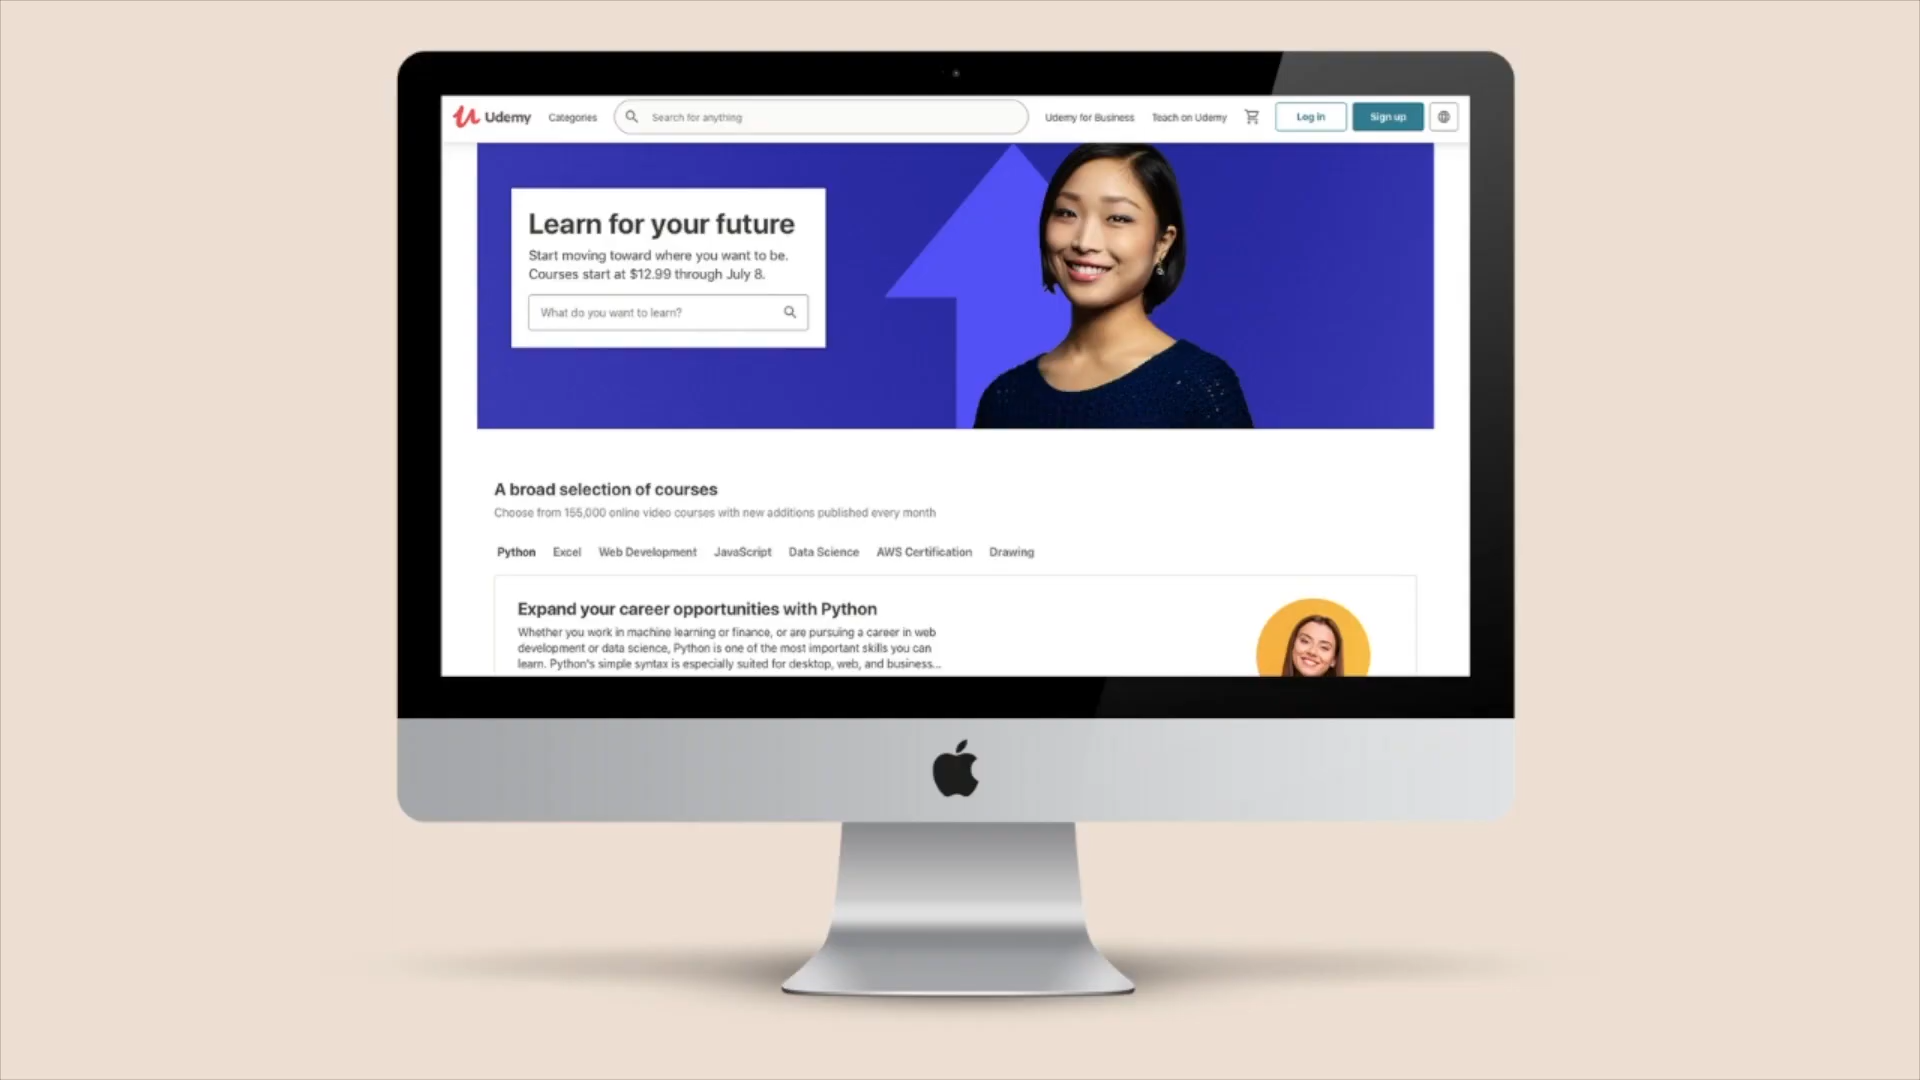 Udemy Categories Search for anything Udemy for Business Teach on Udemy Log in Sign up
Learn for your future
Start moving toward where you want to be.
Courses start at $12.99 through July 8.
What do you want to learn?
A broad selection of courses
Choose from 155,000 online video courses with new additions published every month
Python Excel Web Development JavaScript Data Science AWS Certification Drawing
Expand your career opportunities with Python
Whether you work in machine learning or finance, or are pursuing a career in web
development or data science, Python is one of the most important skills you can
learn. Python's simple syntax is especially suited for desktop, web, and business...